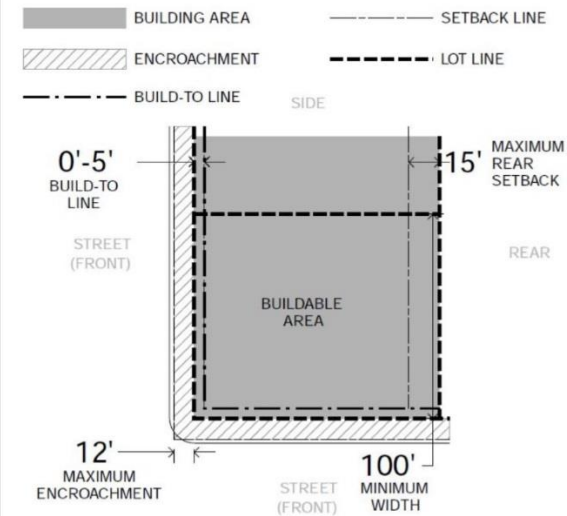 BUILDING AREA
SETBACK LINE
ENCROACHMENT
LOT LINE
BUILD-TO LINE
SIDE
0'-5'
BUILD-TO
LINE
15'
MAXIMUM
REAR
SETBACK
STREET
(FRONT)
REAR
BUILDABLE
AREA
12'
MAXIMUM
ENCROACHMENT
STREET
(FRONT)
100'
MINIMUM
WIDTH